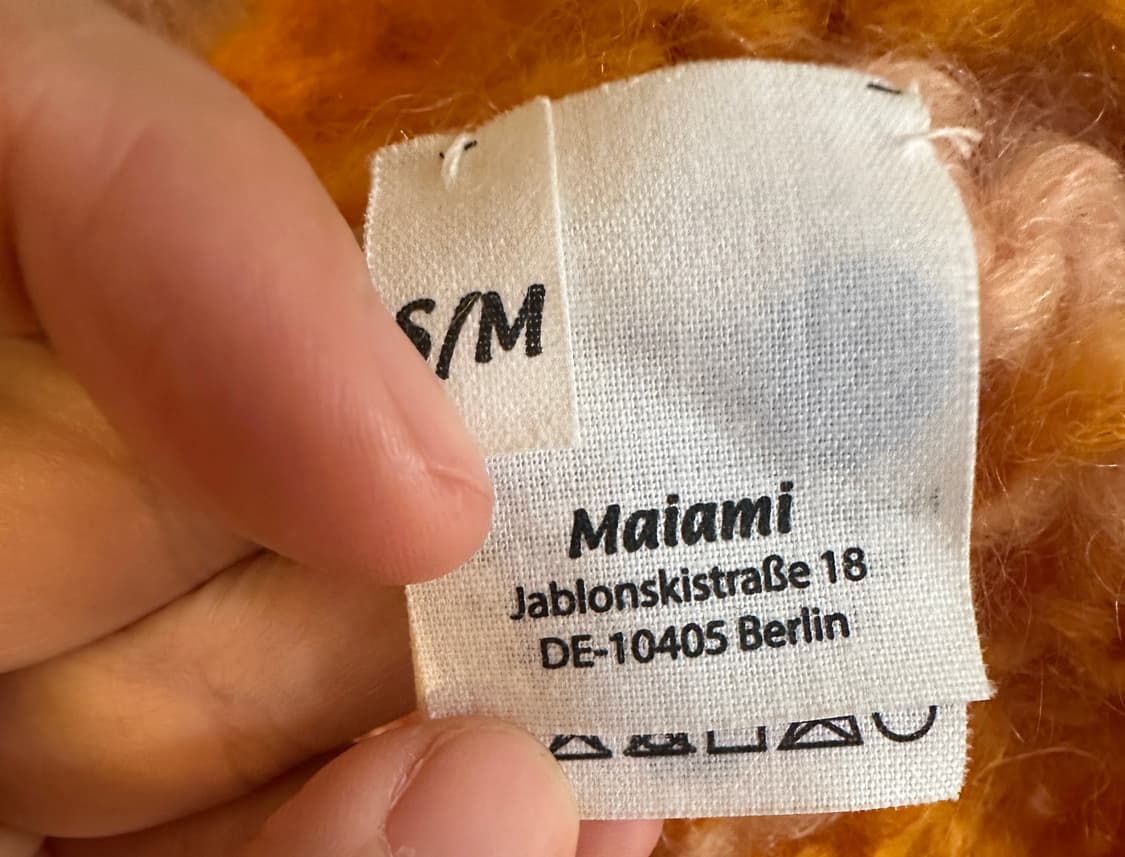 S/M
Maiami
Jablonskistraße 18
DE-10405 Berlin